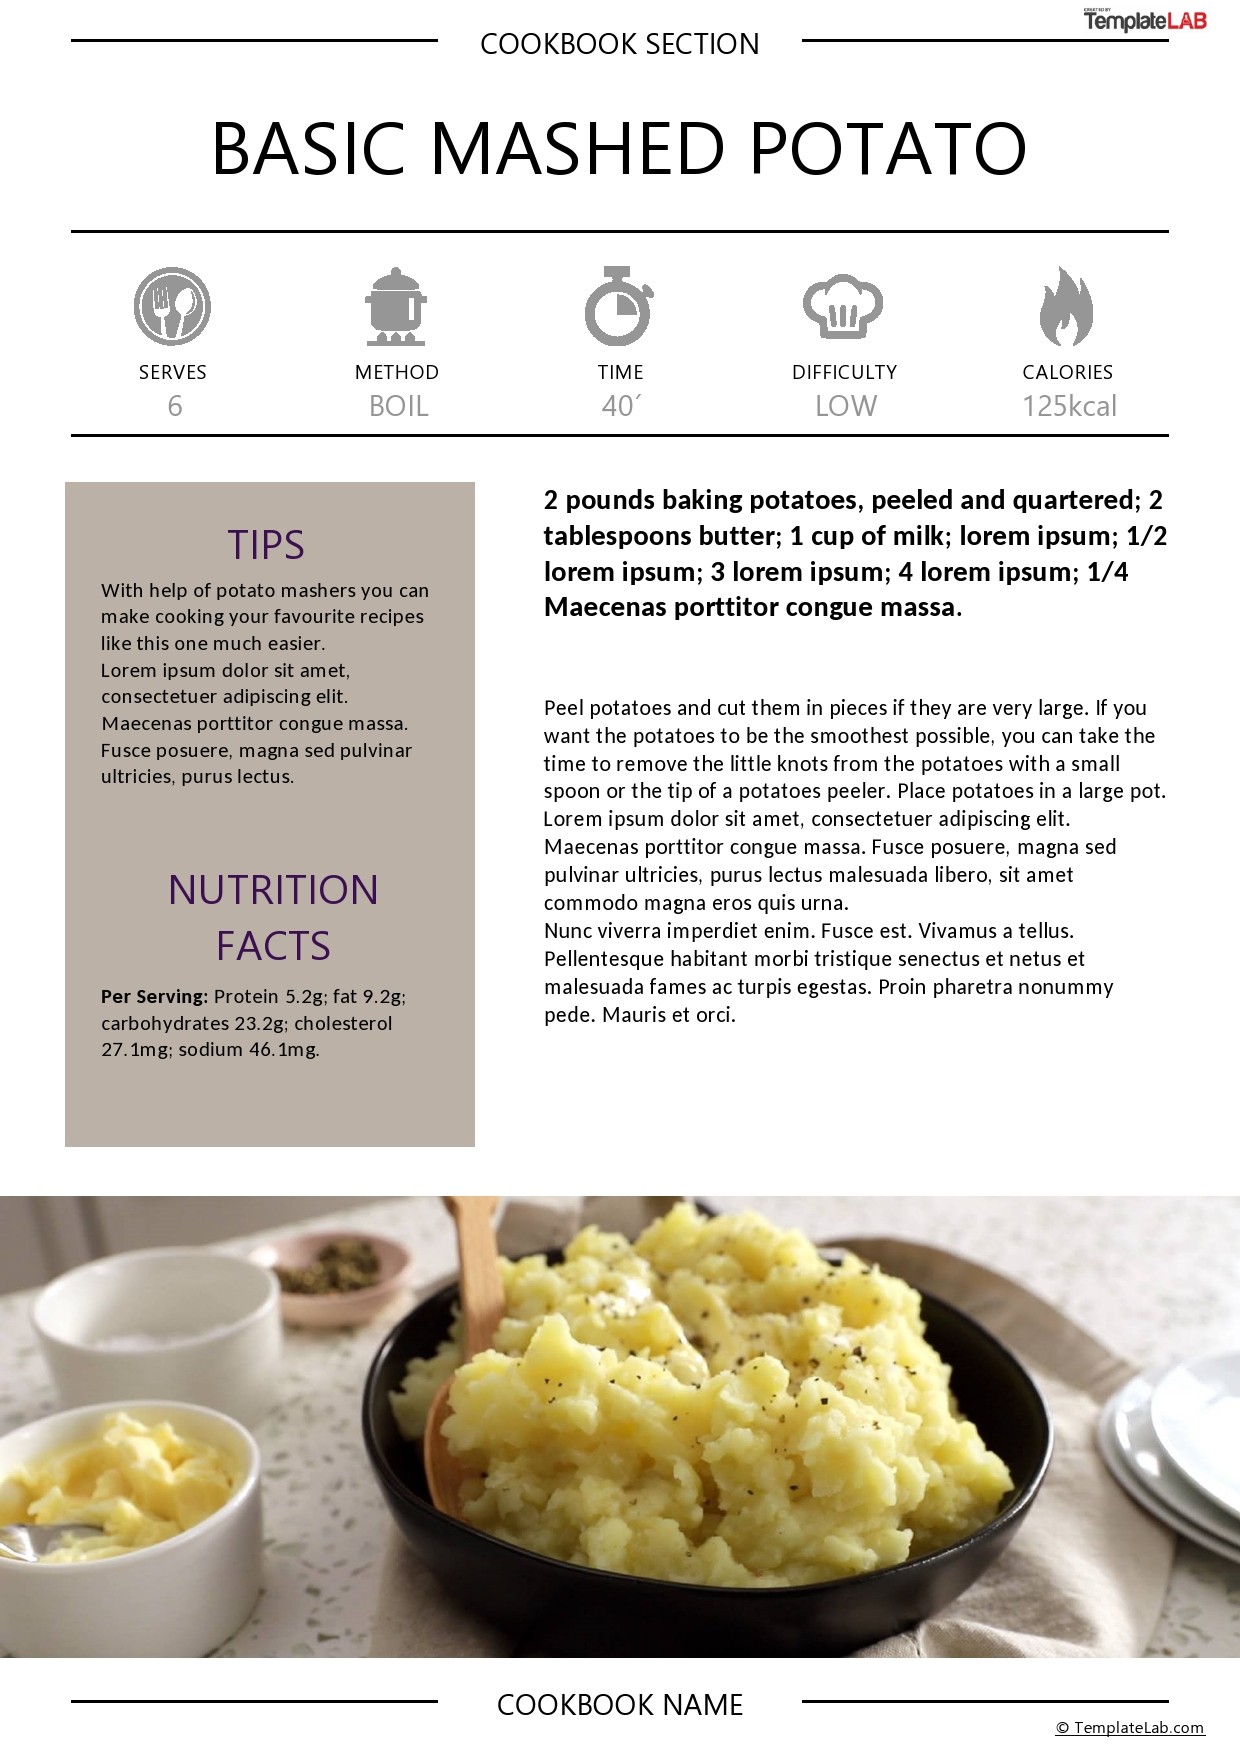 CREATED BY
TemplateLAB
COOKBOOK SECTION
BASIC MASHED POTATO
SERVES
6
METHOD
BOIL
TIME
40´
DIFFICULTY
LOW
CALORIES
125kcal
TIPS
With help of potato mashers you can
make cooking your favourite recipes
like this one much easier.
Lorem ipsum dolor sit amet,
consectetuer adipiscing elit.
Maecenas porttitor congue massa.
Fusce posuere, magna sed pulvinar
ultricies, purus lectus.
NUTRITION
FACTS
Per Serving: Protein 5.2g; fat 9.2g;
carbohydrates 23.2g; cholesterol
27.1mg; sodium 46.1mg.
2 pounds baking potatoes, peeled and quartered; 2
tablespoons butter; 1 cup of milk; lorem ipsum; 1/2
lorem ipsum; 3 lorem ipsum; 4 lorem ipsum; 1/4
Maecenas porttitor congue massa.
Peel potatoes and cut them in pieces if they are very large. If you
want the potatoes to be the smoothest possible, you can take the
time to remove the little knots from the potatoes with a small
spoon or the tip of a potatoes peeler. Place potatoes in a large pot.
Lorem ipsum dolor sit amet, consectetuer adipiscing elit.
Maecenas porttitor congue massa. Fusce posuere, magna sed
pulvinar ultricies, purus lectus malesuada libero, sit amet
commodo magna eros quis urna.
Nunc viverra imperdiet enim. Fusce est. Vivamus a tellus.
Pellentesque habitant morbi tristique senectus et netus et
malesuada fames ac turpis egestas. Proin pharetra nonummy
pede. Mauris et orci.
COOKBOOK NAME
© TemplateLab.com